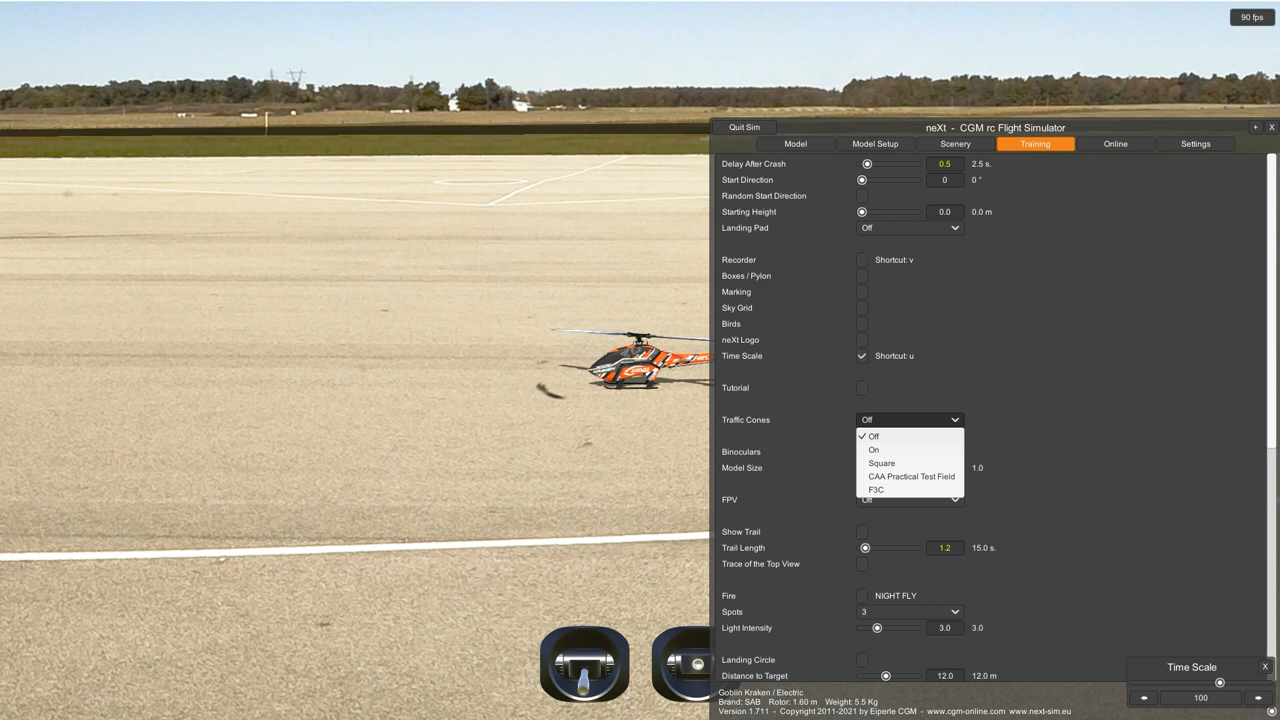 90 fps
Quit Sim
neXt - CGM rc Flight Simulator
+ X
Model Model Setup Scenery Training Online Settings
Delay After Crash 0.5 2.5 s.
Start Direction 0 0 °
Random Start Direction
Starting Height 0.0 0.0 m
Landing Pad Off
Recorder Shortcut: v
Boxes / Pylon
Marking
Sky Grid
Birds
neXt Logo
Time Scale Shortcut: u
Tutorial
Traffic Cones Off
Off
On
Binoculars
Square
Model Size 1.0
CAA Practical Test Field
F3C
FPV Off
Show Trail
Trail Length 1.2 15.0 s.
Trace of the Top View
Fire NIGHT FLY
Spots 3
Light Intensity 3.0 3.0
Landing Circle
Distance to Target 12.0 12.0 m
Time Scale X
100
Goblin Kraken / Electric
Brand: SAB Rotor: 1.60 m Weight: 5.5 Kg
Version 1.711 - Copyright 2011-2021 by Eiperle CGM - www.cgm-online.com www.next-sim.eu